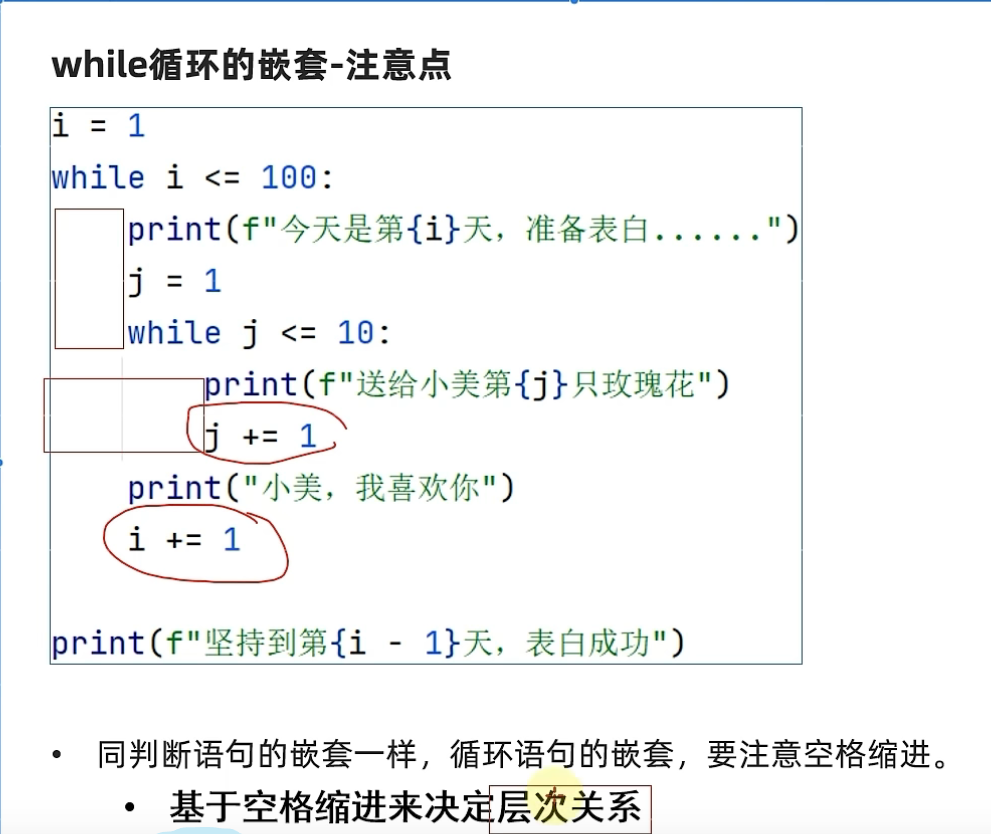 while循环的嵌套-注意点
i = 1
while i <= 100:
print(f"今天是第{i}天，准备表白......")
j = 1
while j <= 10:
print(f"送给小美第{j}只玫瑰花")
j += 1
print("小美，我喜欢你")
i += 1
print(f"坚持到第{i - 1}天，表白成功")
• 同判断语句的嵌套一样，循环语句的嵌套，要注意空格缩进。
• 基于空格缩进来决定层次关系